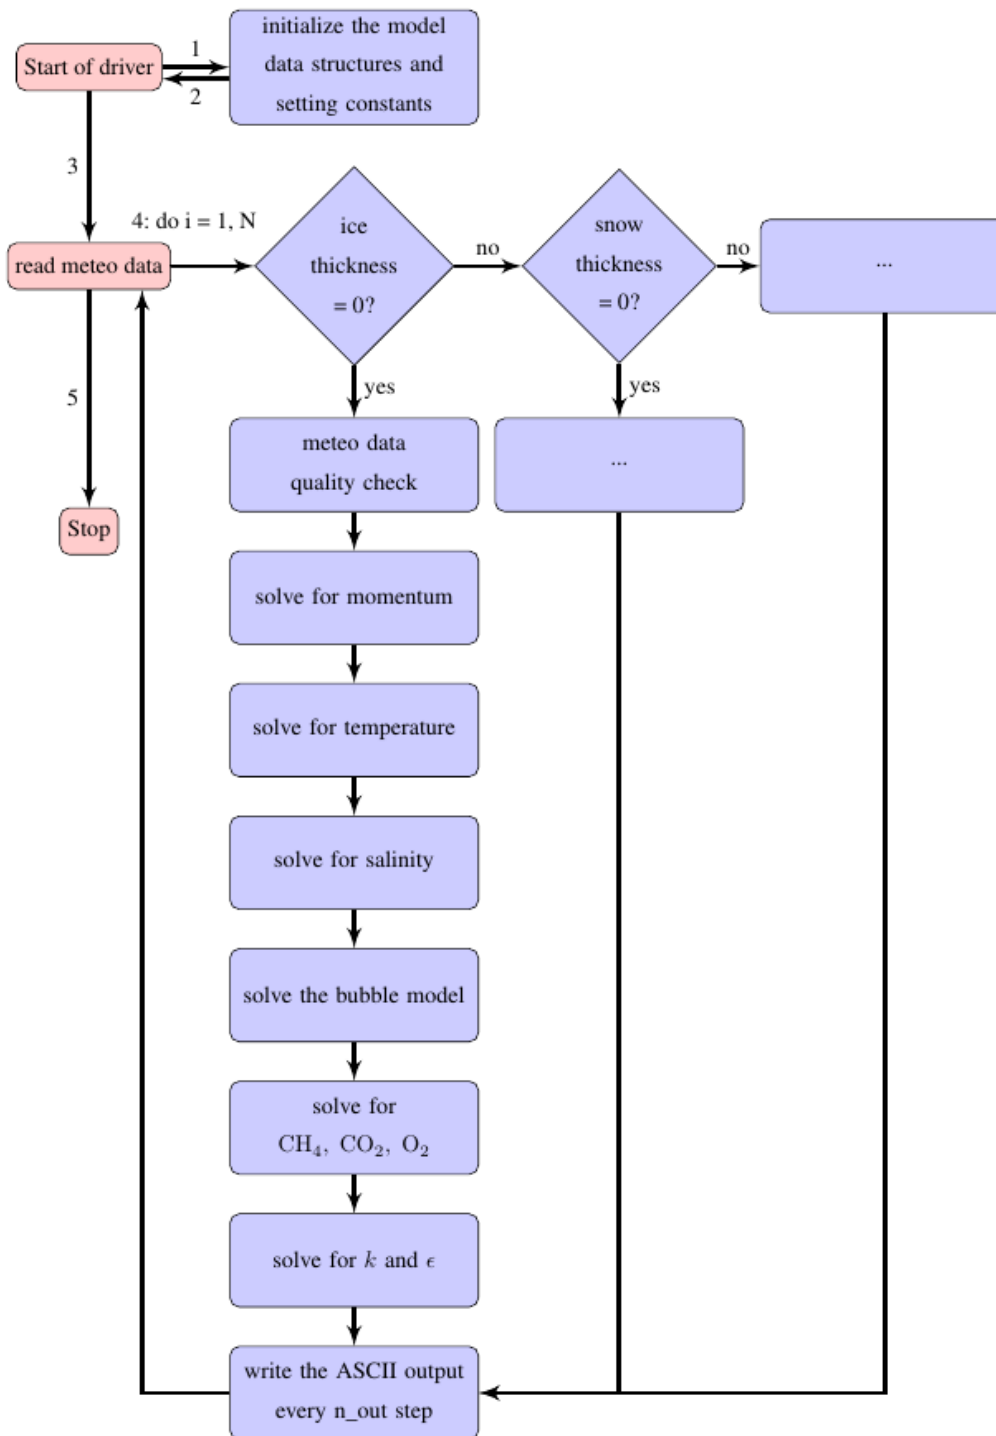 initialize the model
data structures and
setting constants
Start of driver
1
2
3
4: do i = 1, N
read meteo data
ice
thickness
= 0?
no
snow
thickness
= 0?
no
...
5
yes
yes
meteo data
quality check
...
Stop
solve for momentum
solve for temperature
solve for salinity
solve the bubble model
solve for
CH₄, CO₂, O₂
solve for k and ϵ
write the ASCII output
every n_out step